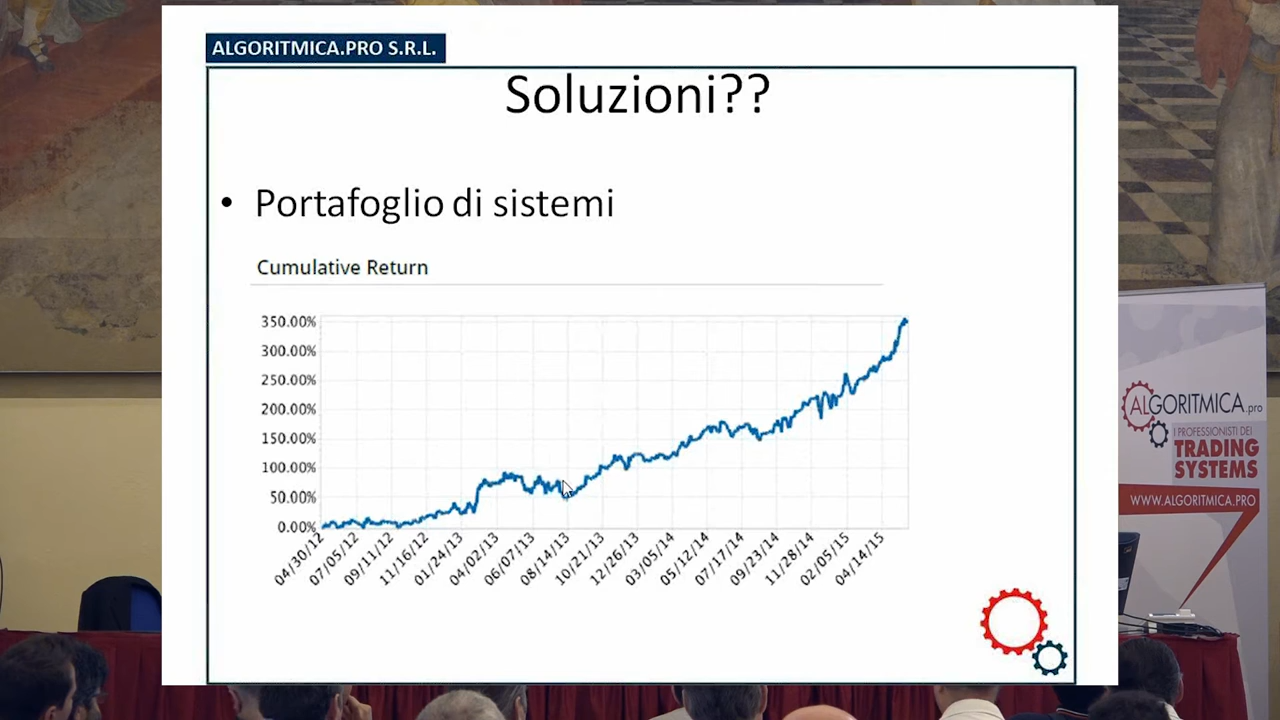 ALGORITMICA.PRO S.R.L.
Soluzioni??
• Portafoglio di sistemi
Cumulative Return
350.00%
300.00%
250.00%
200.00%
150.00%
100.00%
50.00%
0.00%
04/30/12
07/05/12
09/11/12
11/16/12
01/24/13
04/02/13
06/07/13
08/14/13
10/21/13
12/26/13
03/05/14
05/12/14
07/17/14
09/23/14
11/28/14
02/05/15
04/14/15
ALGORITMICA.pro
I PROFESSIONISTI DEI
TRADING
SYSTEMS
WWW.ALGORITMICA.PRO